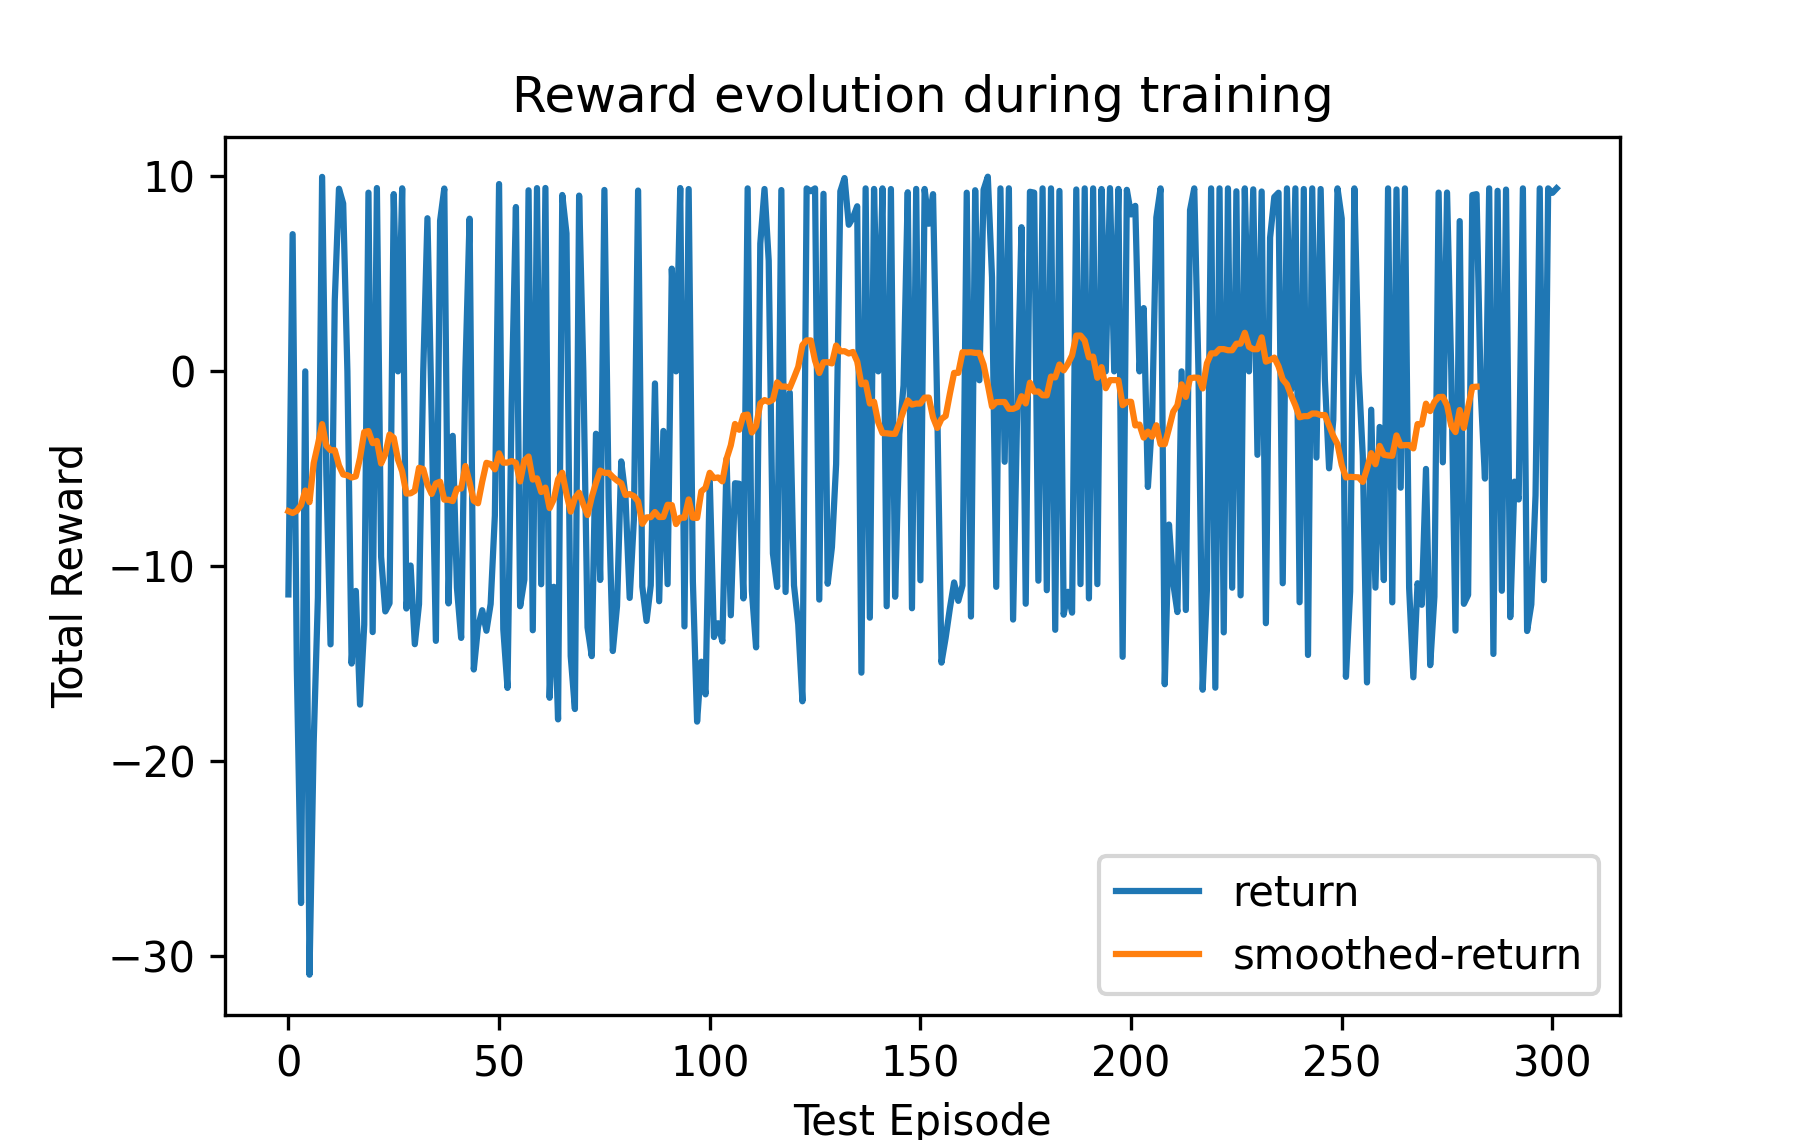 Reward evolution during training
10
0
−10
−20
−30
Total Reward
0 50 100 150 200 250 300
Test Episode
return
smoothed-return